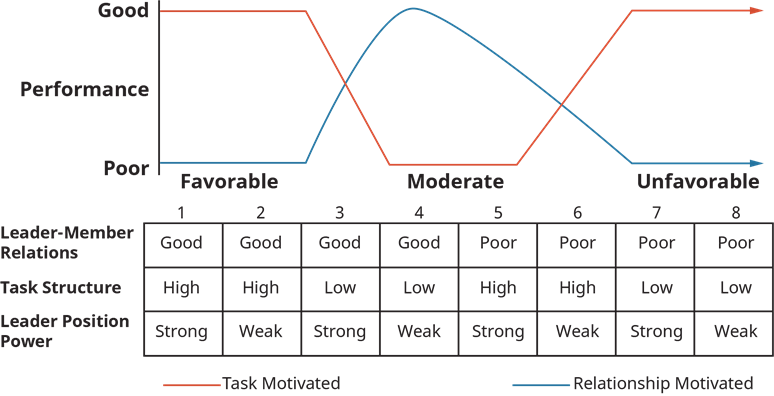 Good
Performance
Poor
Favorable Moderate Unfavorable
1 2 3 4 5 6 7 8
Leader-Member
Relations
Good Good Good Good Poor Poor Poor Poor
Task Structure High High Low Low High High Low Low
Leader Position
Power
Strong Weak Strong Weak Strong Weak Strong Weak
Task Motivated Relationship Motivated